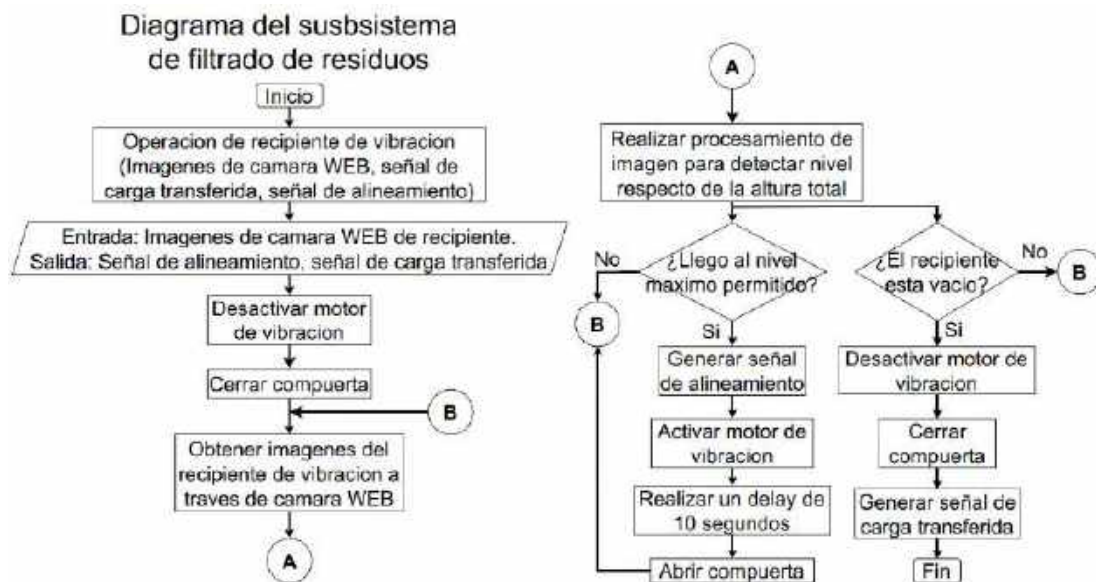 Diagrama del susbsistema
de filtrado de residuos
Inicio
Operacion de recipiente de vibracion
(Imagenes de camara WEB, señal de
carga transferida, señal de alineamiento)
Entrada: Imagenes de camara WEB de recipiente.
Salida: Señal de alineamiento, señal de carga transferida
Desactivar motor
de vibracion
Cerrar compuerta
B
Obtener imagenes del
recipiente de vibracion a
traves de camara WEB
A
A
Realizar procesamiento de
imagen para detectar nivel
respecto de la altura total
¿Llego al nivel
maximo permitido?
No
B
Si
Generar señal
de alineamiento
Activar motor de
vibracion
Realizar un delay de
10 segundos
Abrir compuerta
¿El recipiente
esta vacio?
No
B
Si
Desactivar motor de
vibracion
Cerrar
compuerta
Generar señal de
carga transferida
Fin